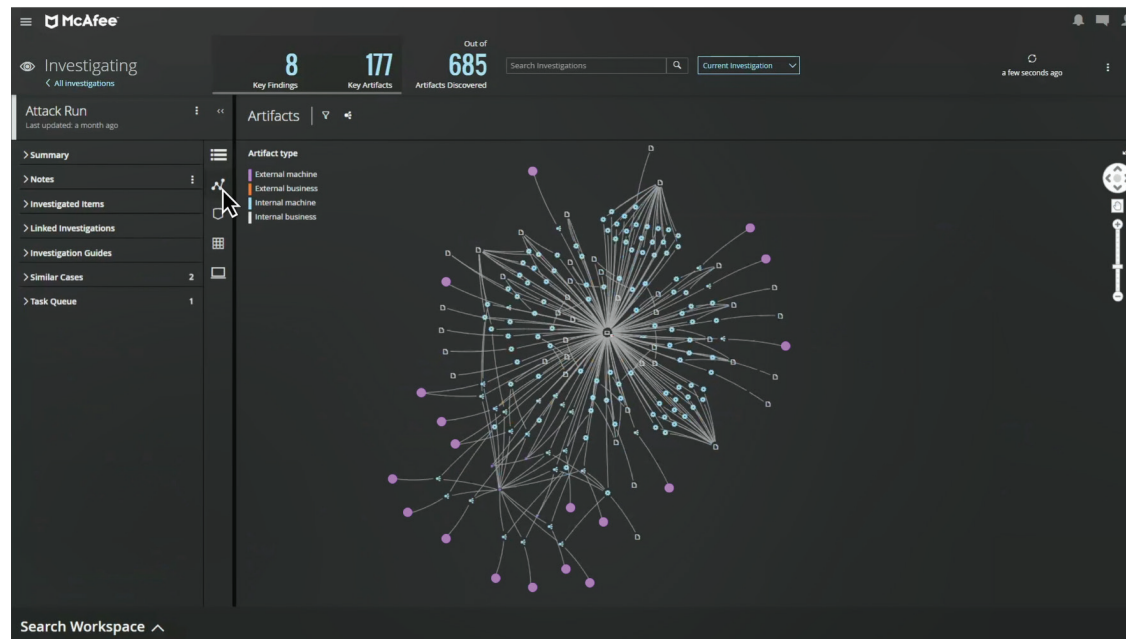 McAfee
Investigating
All investigations
8
Key Findings
177
Key Artifacts
Out of
685
Artifacts Discovered
Search Investigations
Current Investigation
a few seconds ago
Attack Run
Last updated: a month ago
Artifacts
Summary
Notes
Investigated Items
Linked Investigations
Investigation Guides
Similar Cases 2
Task Queue 1
Artifact type
External machine
External business
Internal machine
Internal business
Search Workspace